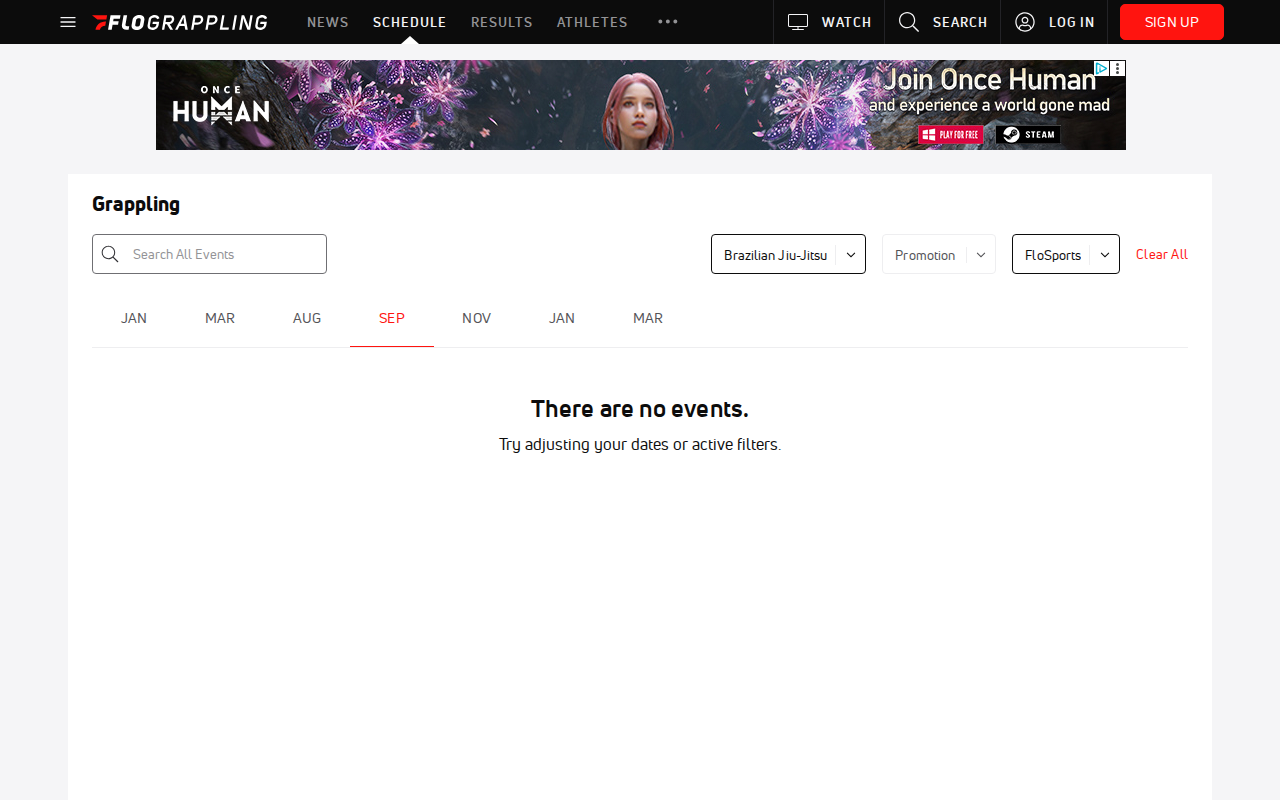 FLOGRAPPLING
NEWS
SCHEDULE
RESULTS
ATHLETES
WATCH
SEARCH
LOG IN
SIGN UP
ONCE
HUMAN
Join Once Human
and experience a world gone mad
PLAY FOR FREE
STEAM
Grappling
Search All Events
Brazilian Jiu-Jitsu
Promotion
FloSports
Clear All
JAN
MAR
AUG
SEP
NOV
JAN
MAR
There are no events.
Try adjusting your dates or active filters.